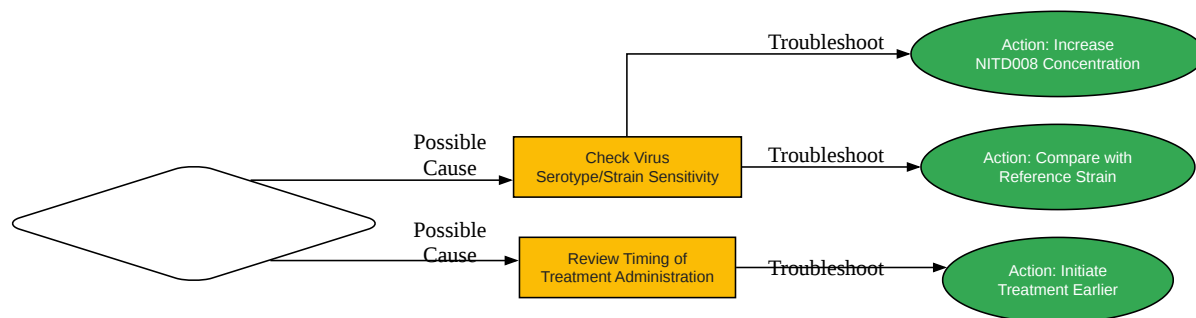 Troubleshoot
Action: Increase
NITD008 Concentration
Possible
Cause
Check Virus
Serotype/Strain Sensitivity
Troubleshoot
Action: Compare with
Reference Strain
Possible
Cause
Review Timing of
Treatment Administration
Troubleshoot
Action: Initiate
Treatment Earlier